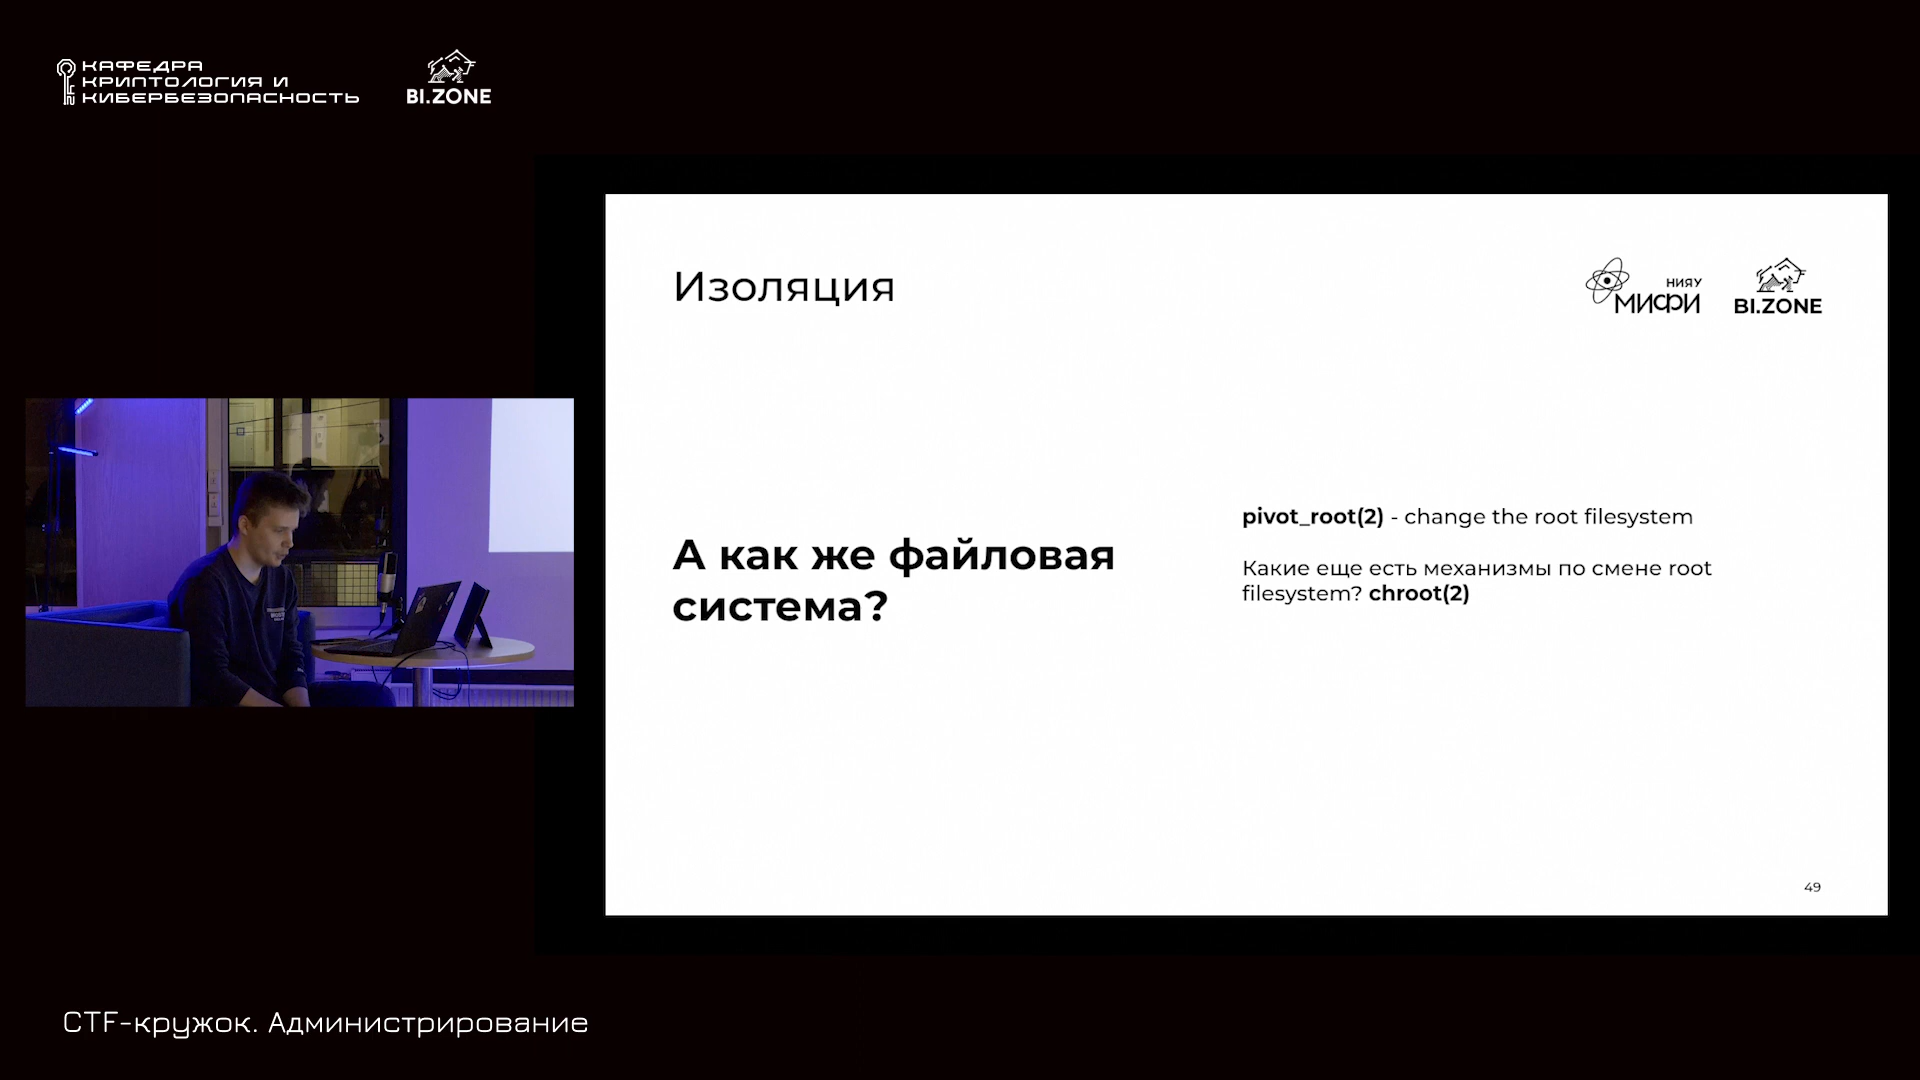 КАФЕДРА
КРИПТОЛОГИЯ И
КИБЕРБЕЗОПАСНОСТЬ
BI.ZONE
Изоляция
НИЯУ
МИФИ
BI.ZONE
А как же файловая
система?
pivot_root(2) - change the root filesystem
Какие еще есть механизмы по смене root
filesystem? chroot(2)
49
CTF-кружок. Администрирование